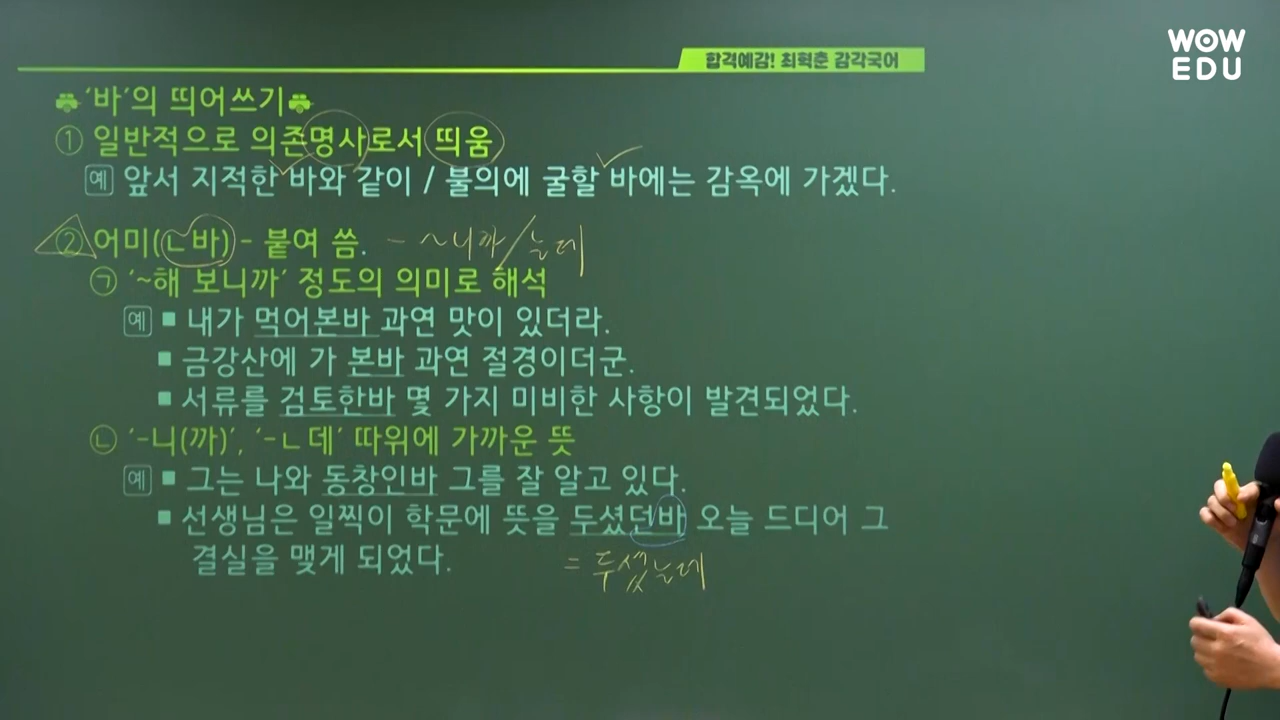 WOW
EDU
합격예감! 최혁춘 감각국어
‘바’의 띄어쓰기
① 일반적으로 의존명사로서 띄움
예 앞서 지적한 바와 같이 / 불의에 굴할 바에는 감옥에 가겠다.
② 어미(ㄴ바) - 붙여 씀. - ~니까/는데
㉠ ‘~해 보니까’ 정도의 의미로 해석
예 ▪ 내가 먹어본바 과연 맛이 있더라.
▪ 금강산에 가 본바 과연 절경이더군.
▪ 서류를 검토한바 몇 가지 미비한 사항이 발견되었다.
㉡ ‘-니(까)’, ‘-ㄴ데’ 따위에 가까운 뜻
예 ▪ 그는 나와 동창인바 그를 잘 알고 있다.
▪ 선생님은 일찍이 학문에 뜻을 두셨던바 오늘 드디어 그
결실을 맺게 되었다.
= 두셨는데